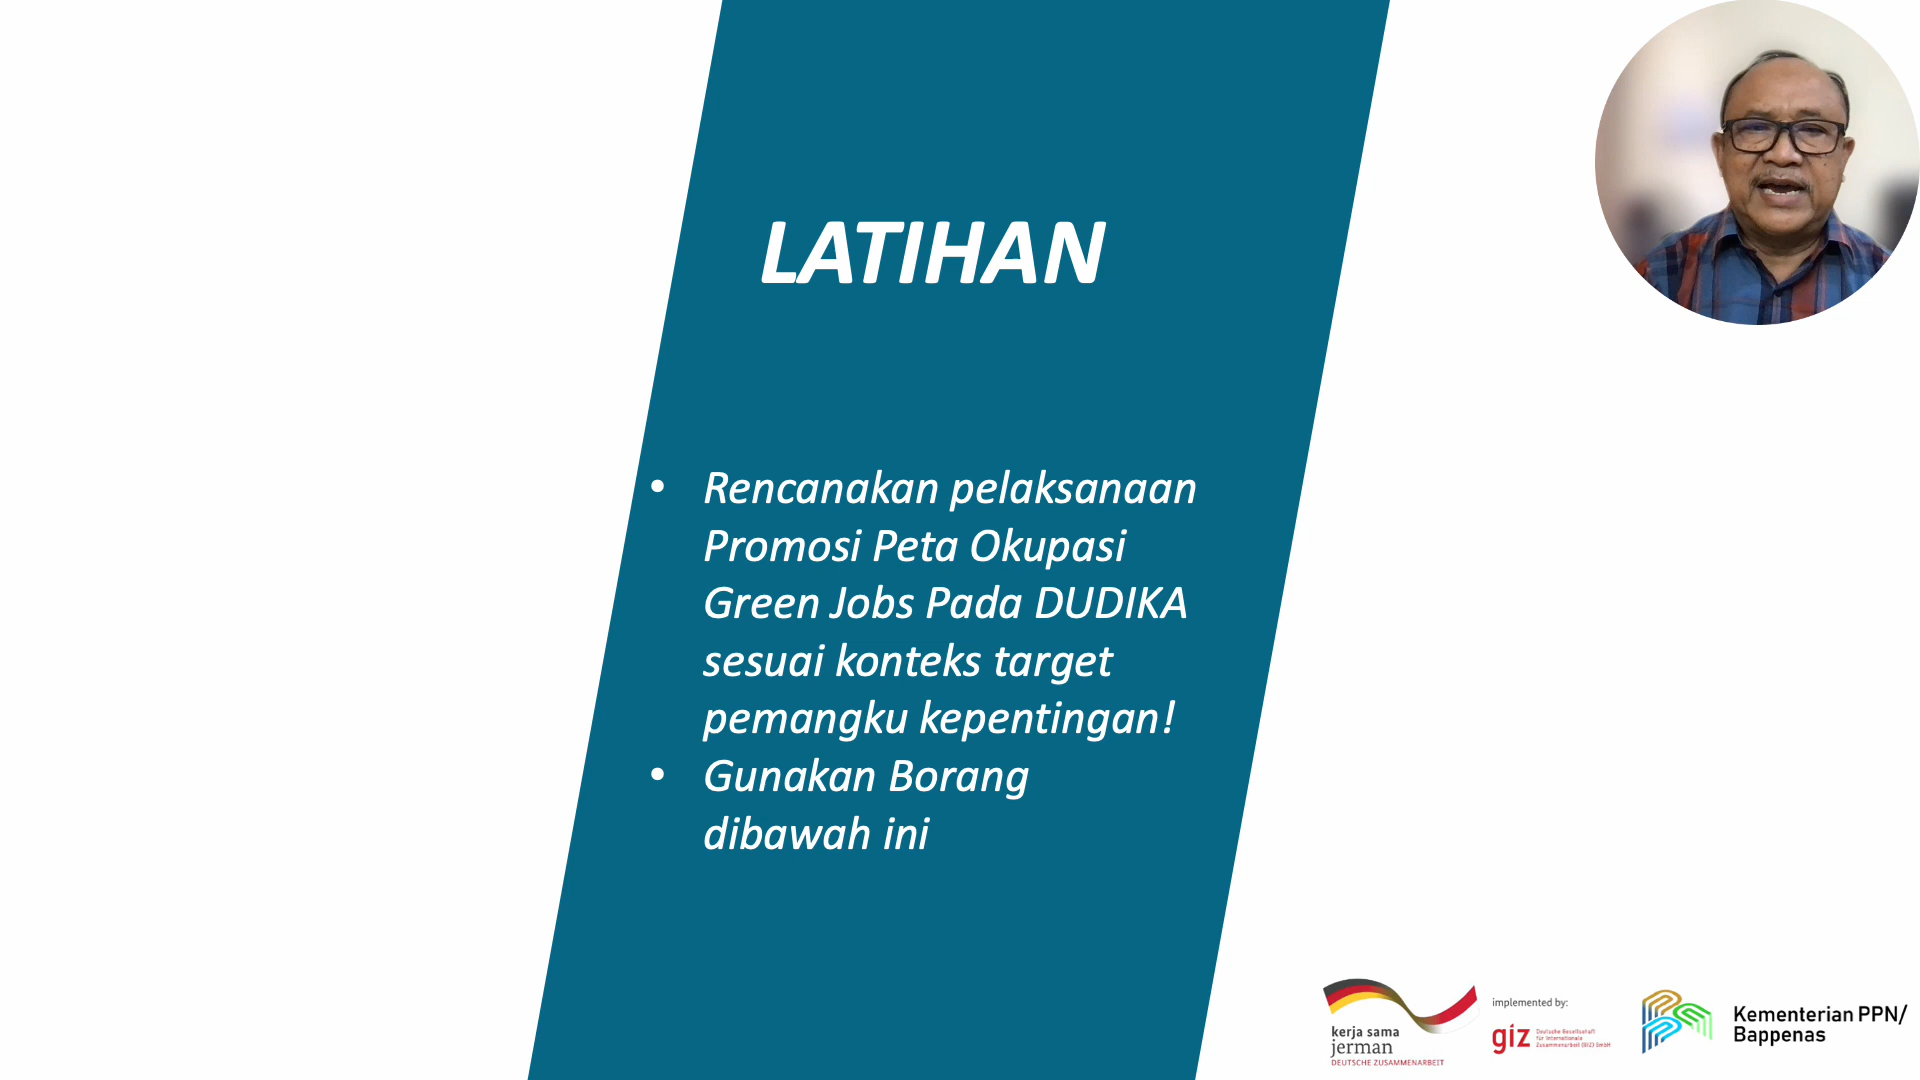 LATIHAN
• Rencanakan pelaksanaan
Promosi Peta Okupasi
Green Jobs Pada DUDIKA
sesuai konteks target
pemangku kepentingan!
• Gunakan Borang
dibawah ini
kerja sama
jerman
DEUTSCHE ZUSAMMENARBEIT
implemented by:
giz
Deutsche Gesellschaft
für Internationale
Zusammenarbeit (GIZ) GmbH
Kementerian PPN/
Bappenas